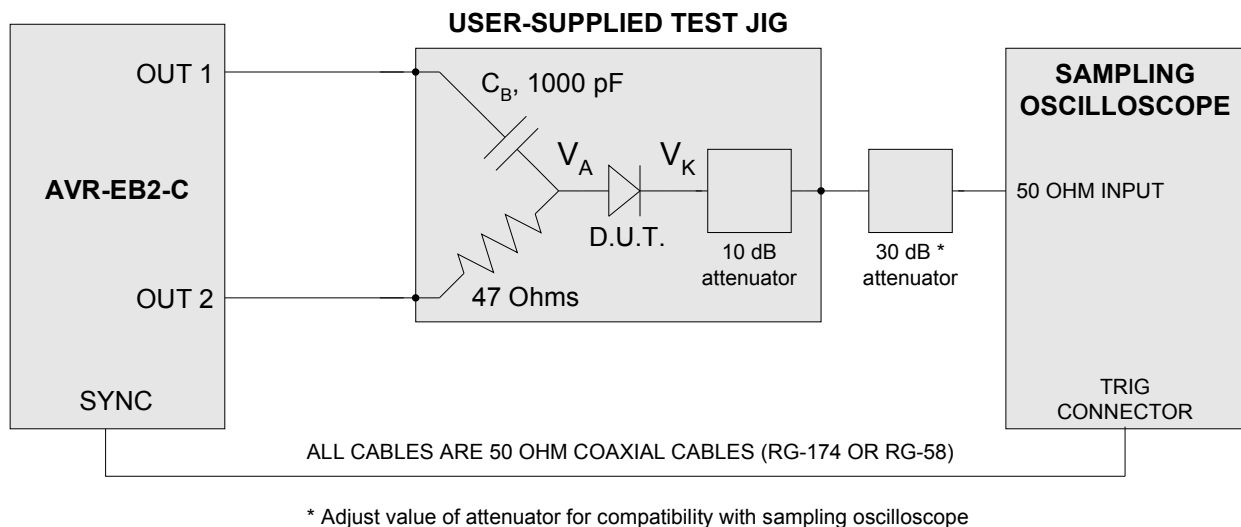 USER-SUPPLIED TEST JIG
AVR-EB2-C
OUT 1
OUT 2
SYNC
C_B, 1000 pF
V_A
V_K
D.U.T.
47 Ohms
10 dB
attenuator
30 dB *
attenuator
SAMPLING
OSCILLOSCOPE
50 OHM INPUT
TRIG
CONNECTOR
ALL CABLES ARE 50 OHM COAXIAL CABLES (RG-174 OR RG-58)
* Adjust value of attenuator for compatibility with sampling oscilloscope